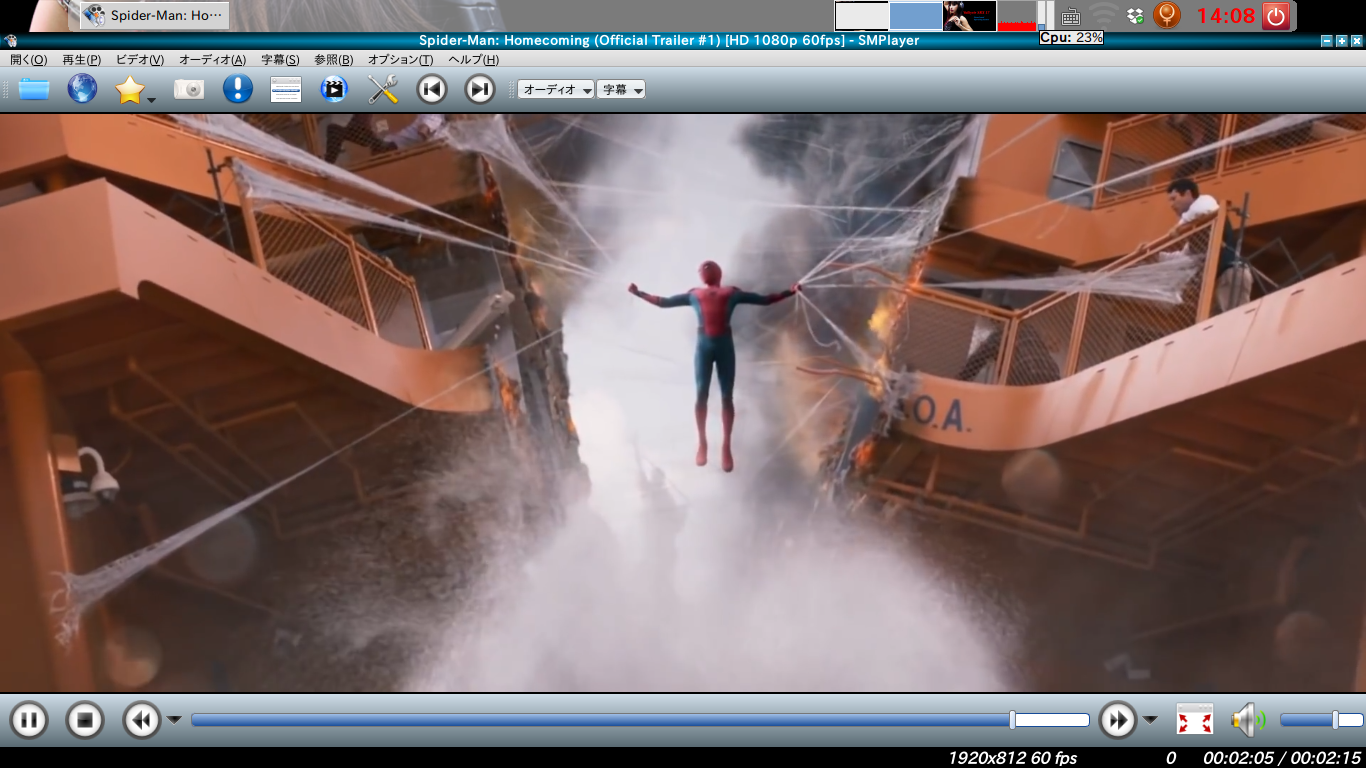 Spider-Man: Ho…
14:08
Cpu: 23%
Spider-Man: Homecoming (Official Trailer #1) [HD 1080p 60fps] - SMPlayer
開く(O) 再生(P) ビデオ(V) オーディオ(A) 字幕(S) 参照(B) オプション(T) ヘルプ(H)
オーディオ 字幕
.O.A.
1920x812 60 fps 0 00:02:05 / 00:02:15